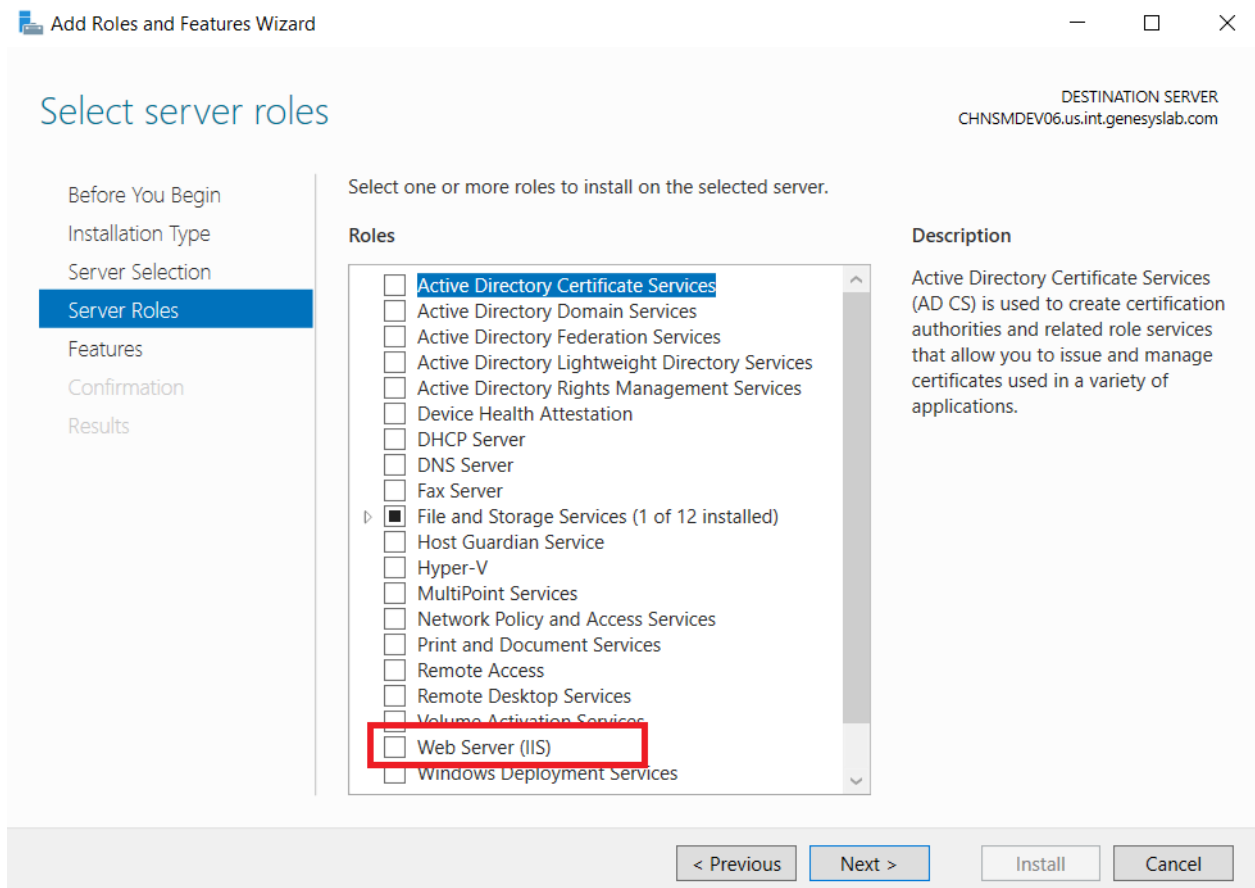 Add Roles and Features Wizard
Select server roles
DESTINATION SERVER
CHNSMDEV06.us.int.genesyslab.com
Before You Begin
Installation Type
Server Selection
Server Roles
Features
Confirmation
Results
Select one or more roles to install on the selected server.
Roles
Active Directory Certificate Services
Active Directory Domain Services
Active Directory Federation Services
Active Directory Lightweight Directory Services
Active Directory Rights Management Services
Device Health Attestation
DHCP Server
DNS Server
Fax Server
File and Storage Services (1 of 12 installed)
Host Guardian Service
Hyper-V
MultiPoint Services
Network Policy and Access Services
Print and Document Services
Remote Access
Remote Desktop Services
Volume Activation Services
Web Server (IIS)
Windows Deployment Services
Description
Active Directory Certificate Services
(AD CS) is used to create certification
authorities and related role services
that allow you to issue and manage
certificates used in a variety of
applications.
< Previous
Next >
Install
Cancel